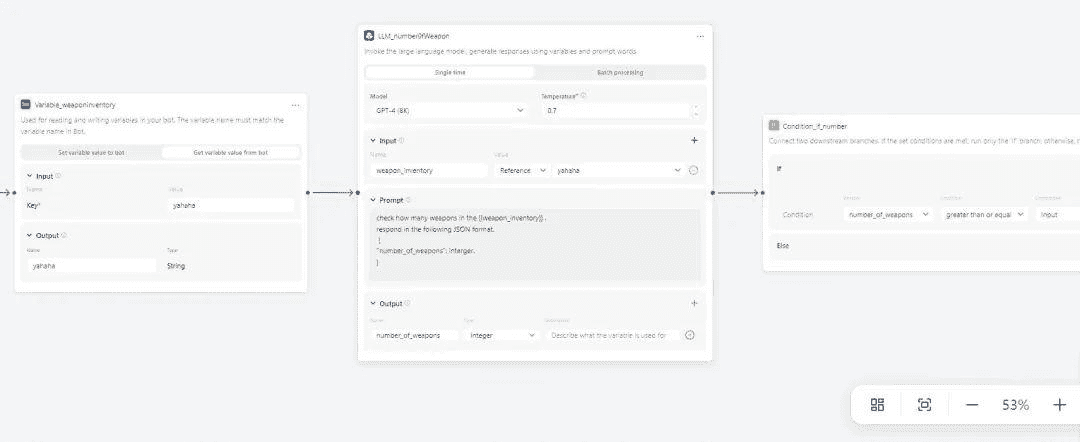 Variable_weaponinventory
Used for reading and writing variables in your bot. The variable name must match the
variable name in Bot.
Set variable value to bot
Get variable value from bot
Input
Name
Value
Key*
yahaha
Output
Name
Type
yahaha
String
LLM_numberOfWeapon
Invoke the large language model, generate responses using variables and prompt words.
Single time
Batch processing
Model
Temperature*
GPT-4 (8K)
0.7
Input
Name
Value
weapon_inventory
Reference
yahaha
Prompt
check how many weapons in the {{weapon_inventory}} .
respond in the following JSON format.
{
"number_of_weapons": interger.
}
Output
Name
Type
Description
number_of_weapons
Integer
Describe what the variable is used for
Condition_if_number
Connect two downstream branches. If the set conditions are met, run only the 'if' branch; otherwise, r
If
Condition
number_of_weapons
greater than or equal
Input
Else
53%